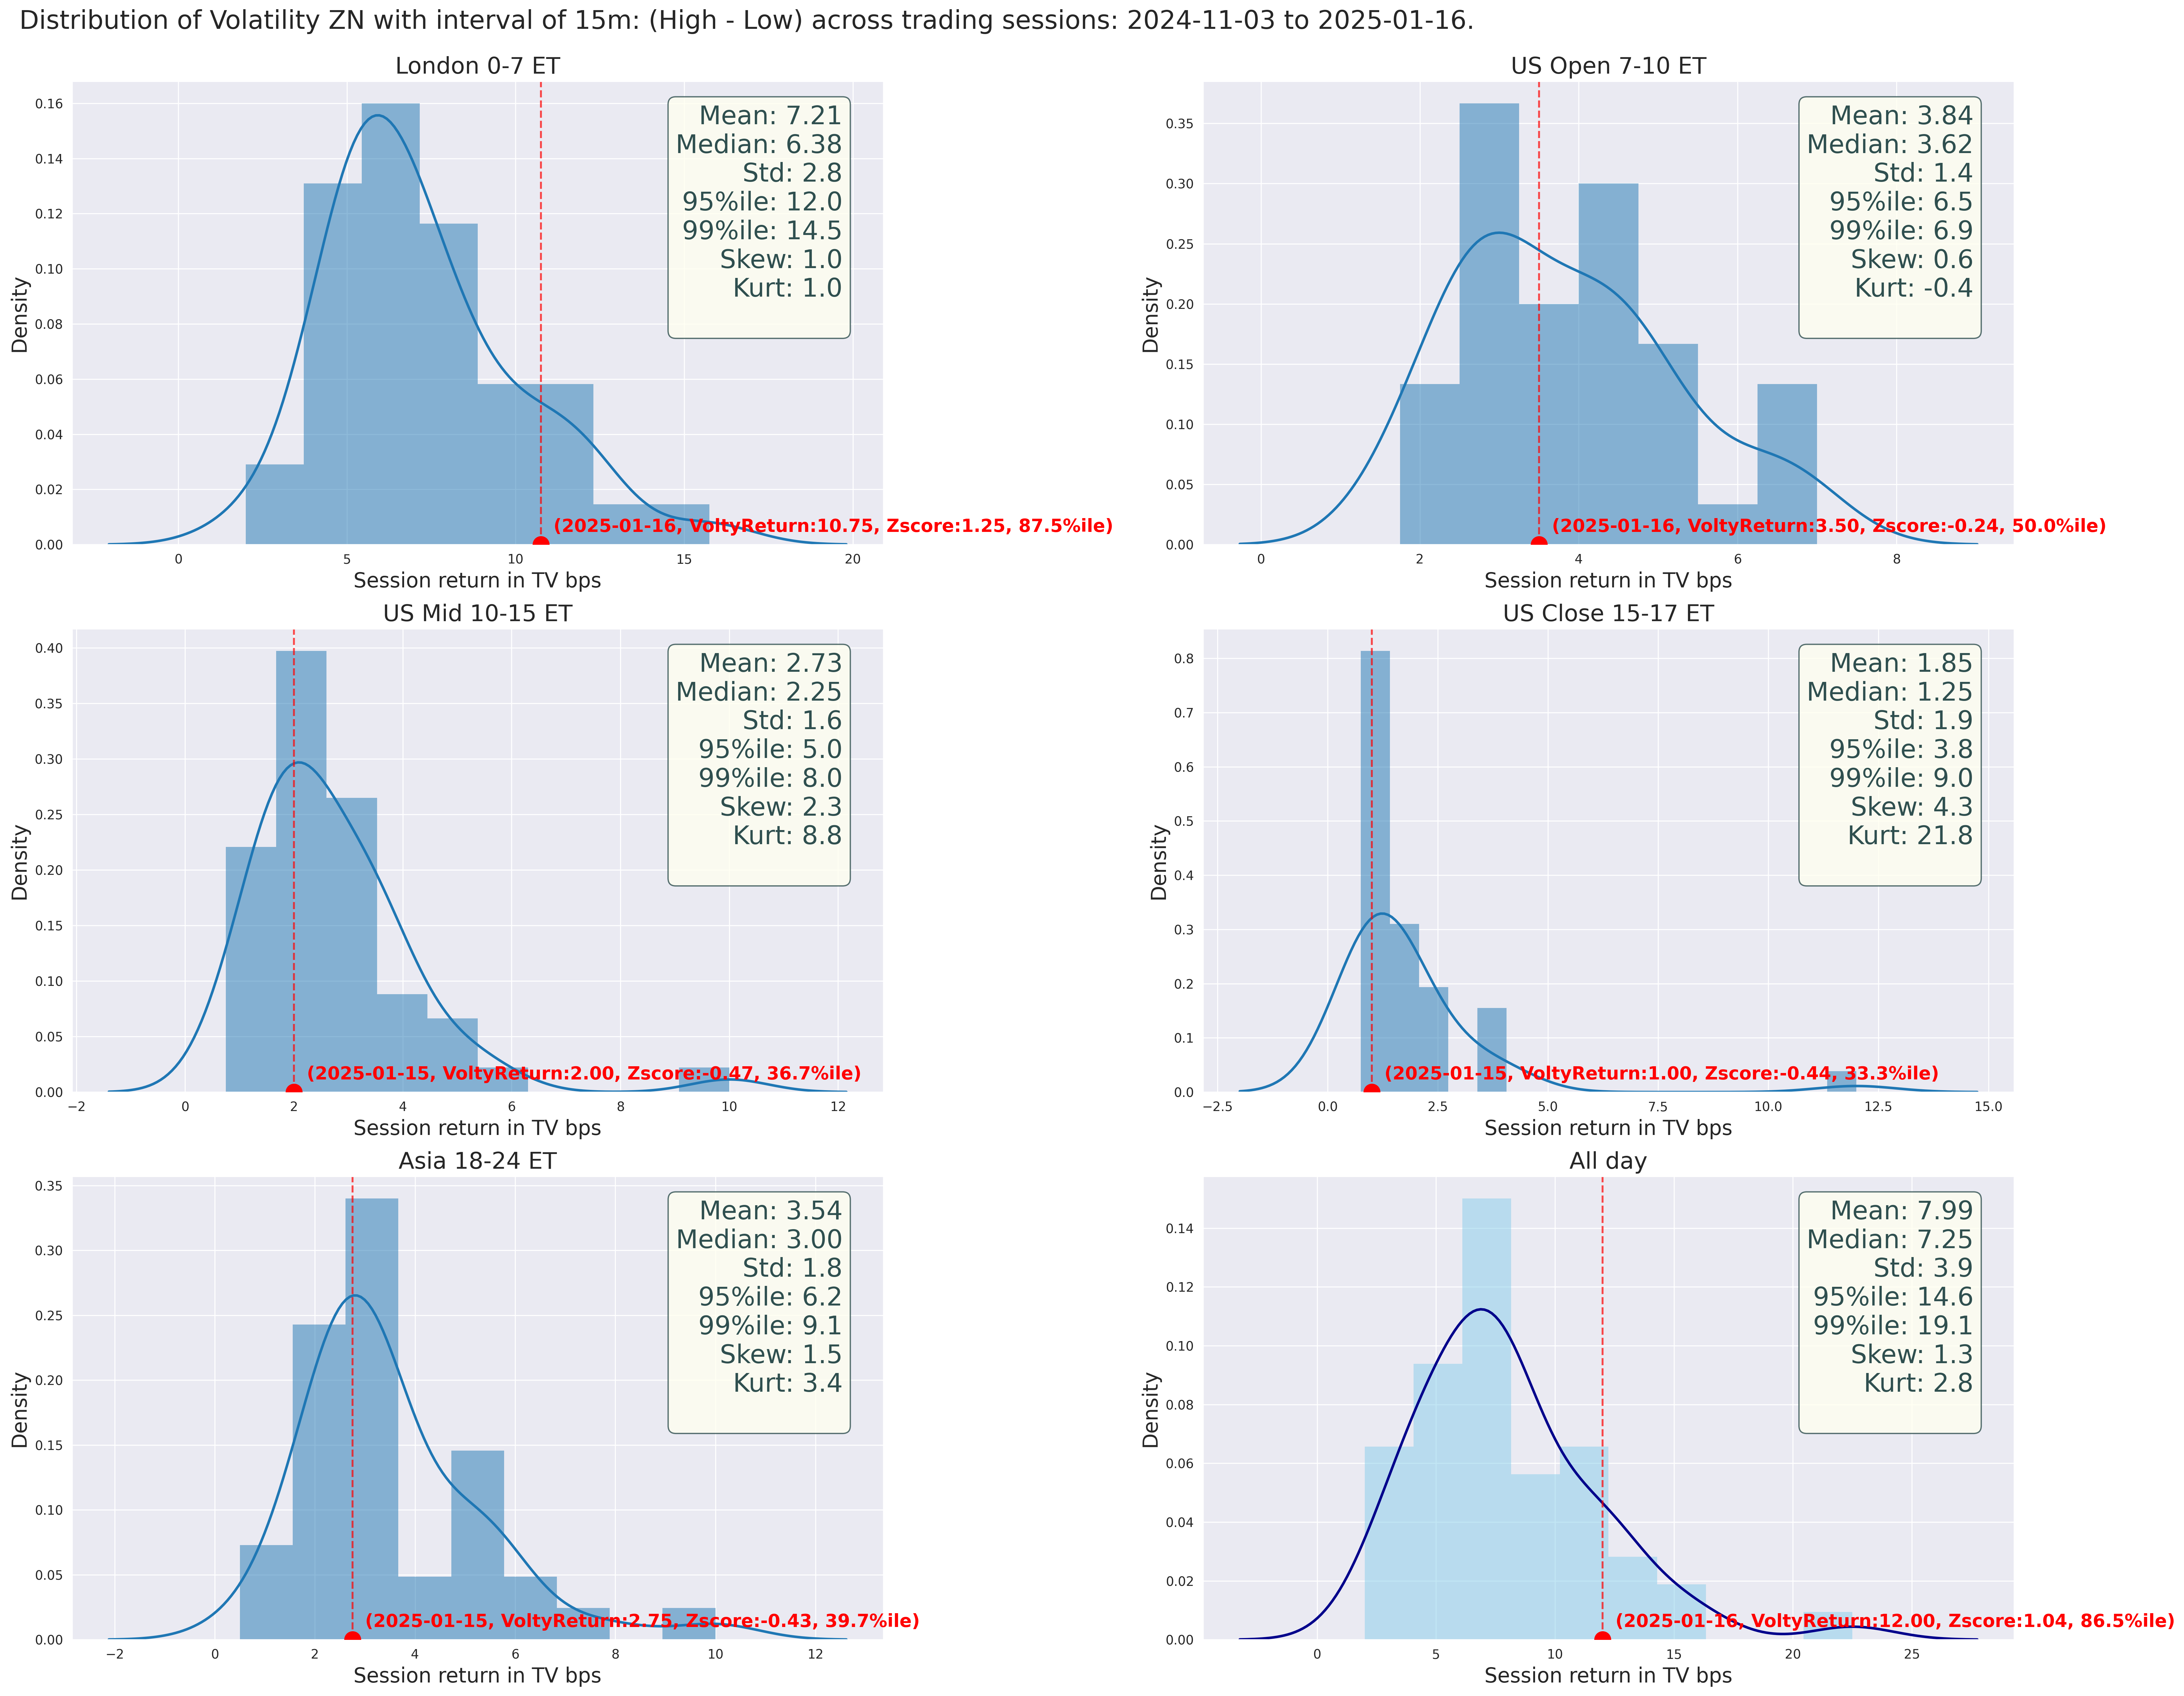 Distribution of Volatility ZN with interval of 15m: (High - Low) across trading sessions: 2024-11-03 to 2025-01-16.
London 0-7 ET
Density
0.16
0.14
0.12
0.10
0.08
0.06
0.04
0.02
0.00
Mean: 7.21
Median: 6.38
Std: 2.8
95%ile: 12.0
99%ile: 14.5
Skew: 1.0
Kurt: 1.0
(2025-01-16, VoltyReturn:10.75, Zscore:1.25, 87.5%ile)
0 5 10 15 20
Session return in TV bps
US Open 7-10 ET
Density
0.35
0.30
0.25
0.20
0.15
0.10
0.05
0.00
Mean: 3.84
Median: 3.62
Std: 1.4
95%ile: 6.5
99%ile: 6.9
Skew: 0.6
Kurt: -0.4
(2025-01-16, VoltyReturn:3.50, Zscore:-0.24, 50.0%ile)
0 2 4 6 8
Session return in TV bps
US Mid 10-15 ET
Density
0.40
0.35
0.30
0.25
0.20
0.15
0.10
0.05
0.00
Mean: 2.73
Median: 2.25
Std: 1.6
95%ile: 5.0
99%ile: 8.0
Skew: 2.3
Kurt: 8.8
(2025-01-15, VoltyReturn:2.00, Zscore:-0.47, 36.7%ile)
−2 0 2 4 6 8 10 12
Session return in TV bps
US Close 15-17 ET
Density
0.8
0.7
0.6
0.5
0.4
0.3
0.2
0.1
0.0
Mean: 1.85
Median: 1.25
Std: 1.9
95%ile: 3.8
99%ile: 9.0
Skew: 4.3
Kurt: 21.8
(2025-01-15, VoltyReturn:1.00, Zscore:-0.44, 33.3%ile)
−2.5 0.0 2.5 5.0 7.5 10.0 12.5 15.0
Session return in TV bps
Asia 18-24 ET
Density
0.35
0.30
0.25
0.20
0.15
0.10
0.05
0.00
Mean: 3.54
Median: 3.00
Std: 1.8
95%ile: 6.2
99%ile: 9.1
Skew: 1.5
Kurt: 3.4
(2025-01-15, VoltyReturn:2.75, Zscore:-0.43, 39.7%ile)
−2 0 2 4 6 8 10 12
Session return in TV bps
All day
Density
0.14
0.12
0.10
0.08
0.06
0.04
0.02
0.00
Mean: 7.99
Median: 7.25
Std: 3.9
95%ile: 14.6
99%ile: 19.1
Skew: 1.3
Kurt: 2.8
(2025-01-16, VoltyReturn:12.00, Zscore:1.04, 86.5%ile)
0 5 10 15 20 25
Session return in TV bps